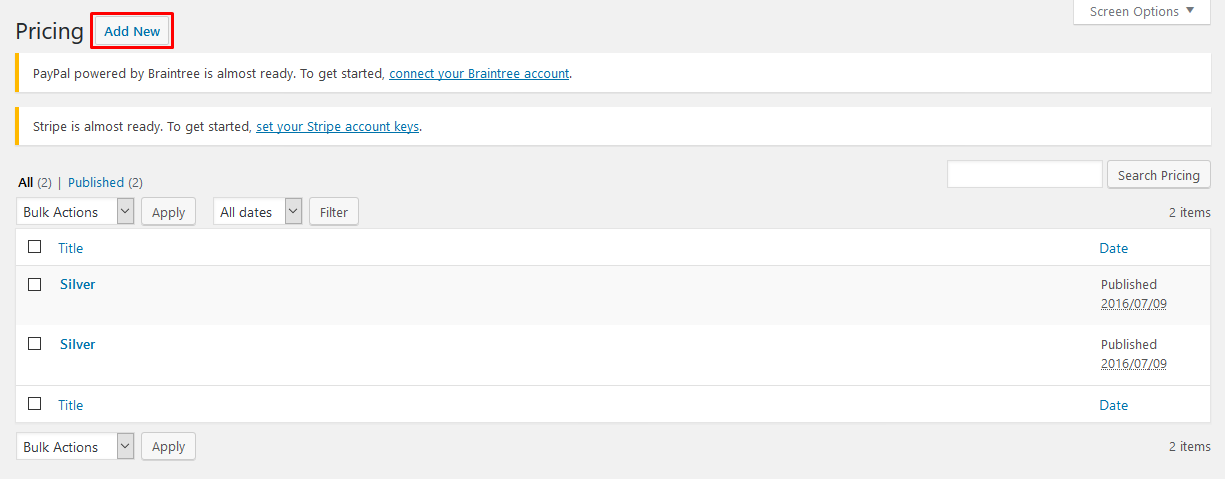 Screen Options
Pricing Add New
PayPal powered by Braintree is almost ready. To get started, connect your Braintree account.
Stripe is almost ready. To get started, set your Stripe account keys.
All (2) | Published (2) Search Pricing
Bulk Actions Apply All dates Filter 2 items
Title Date
Silver Published
2016/07/09
Silver Published
2016/07/09
Title Date
Bulk Actions Apply 2 items